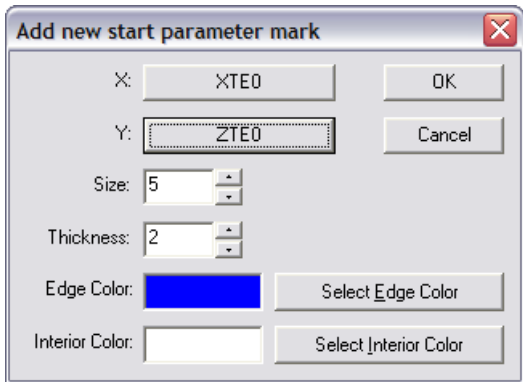 Add new start parameter mark
X: XTE0 OK
Y: ZTE0 Cancel
Size: 5
Thickness: 2
Edge Color: Select Edge Color
Interior Color: Select Interior Color